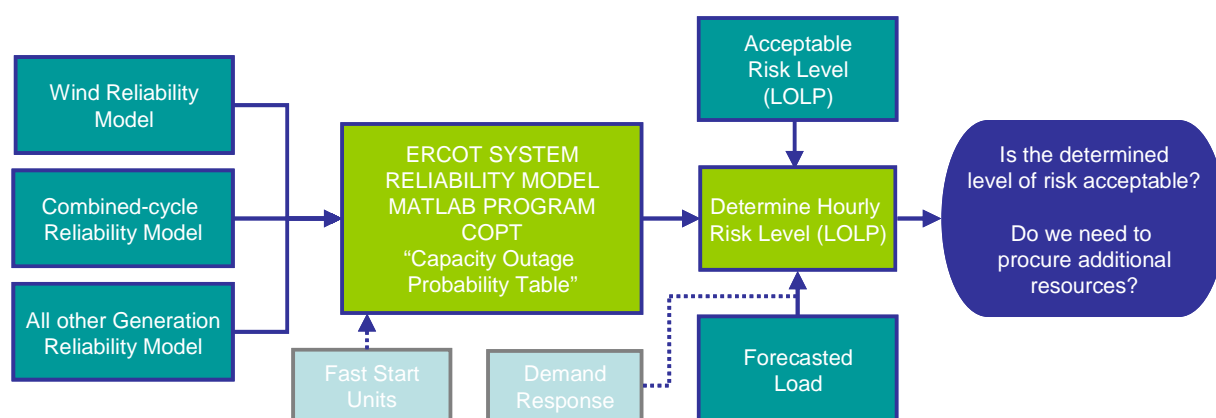 Wind Reliability
Model
Combined-cycle
Reliability Model
All other Generation
Reliability Model
ERCOT SYSTEM
RELIABILITY MODEL
MATLAB PROGRAM
COPT
“Capacity Outage
Probability Table”
Fast Start
Units
Demand
Response
Acceptable
Risk Level
(LOLP)
Determine Hourly
Risk Level (LOLP)
Forecasted
Load
Is the determined
level of risk acceptable?
Do we need to
procure additional
resources?